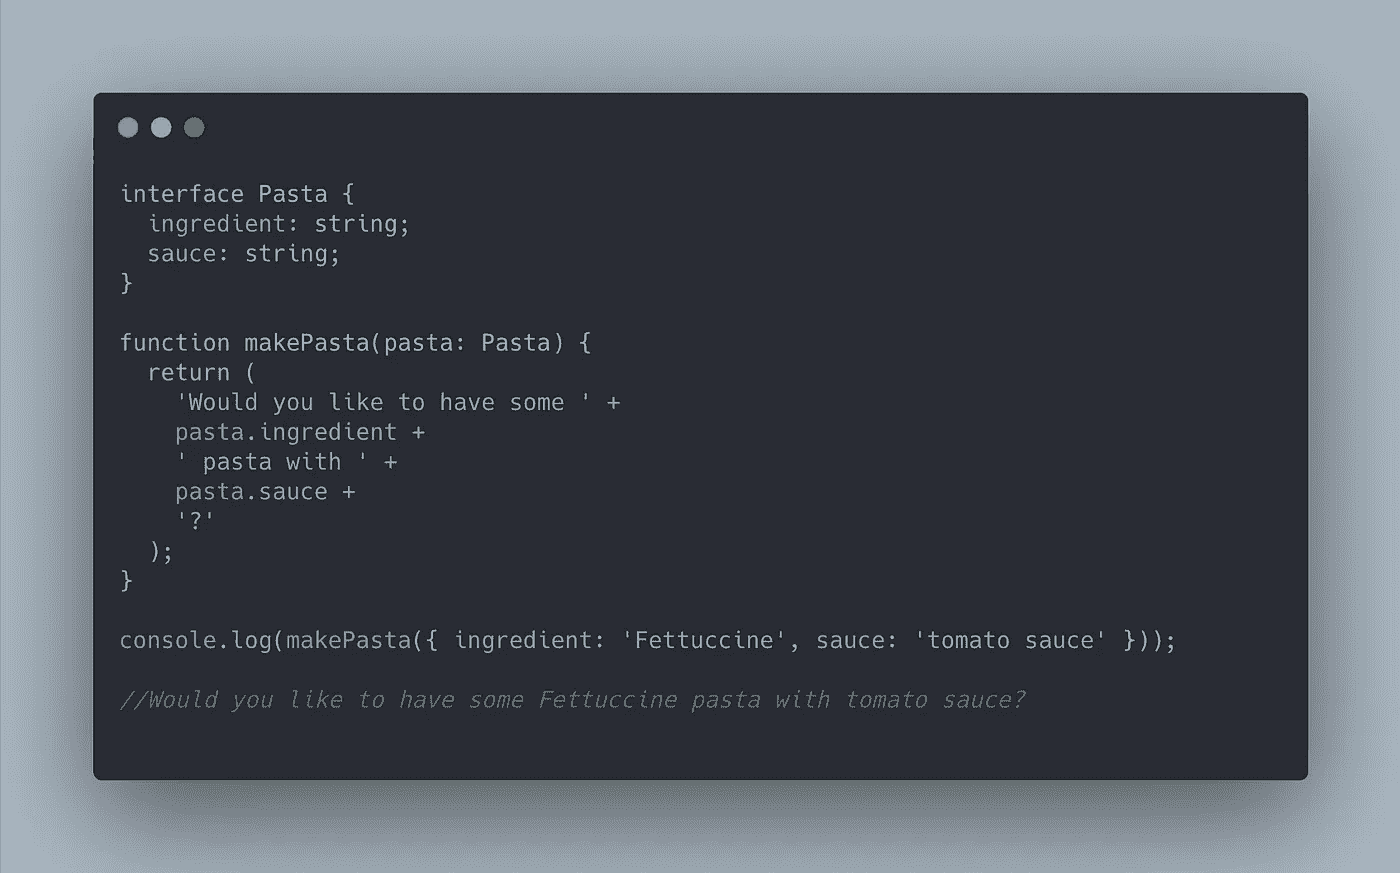 interface Pasta {
  ingredient: string;
  sauce: string;
}
function makePasta(pasta: Pasta) {
  return (
    'Would you like to have some ' +
    pasta.ingredient +
    ' pasta with ' +
    pasta.sauce +
    '?'
  );
}
console.log(makePasta({ ingredient: 'Fettuccine', sauce: 'tomato sauce' }));
//Would you like to have some Fettuccine pasta with tomato sauce?